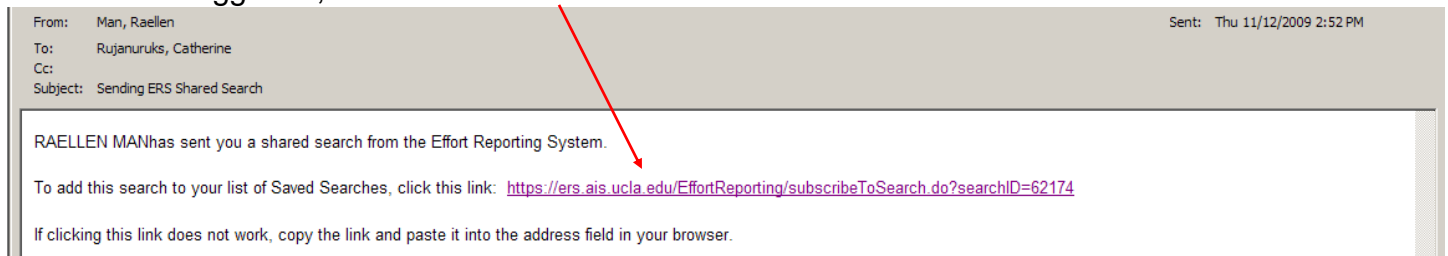 From: Man, Raellen Sent: Thu 11/12/2009 2:52 PM
To: Rujanuruks, Catherine
Cc:
Subject: Sending ERS Shared Search
RAELLEN MANhas sent you a shared search from the Effort Reporting System.
To add this search to your list of Saved Searches, click this link: https://ers.ais.ucla.edu/EffortReporting/subscribeToSearch.do?searchID=62174
If clicking this link does not work, copy the link and paste it into the address field in your browser.